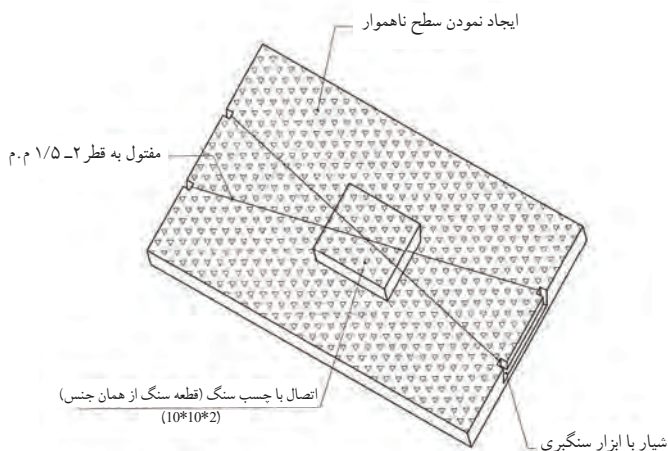 ایجاد نمودن سطح ناهموار
مفتول به قطر ۲ــ ۱/۵ م.م
اتصال با چسب سنگ (قطعه سنگ از همان جنس)
(10*10*2)
شیار با ابزار سنگبری